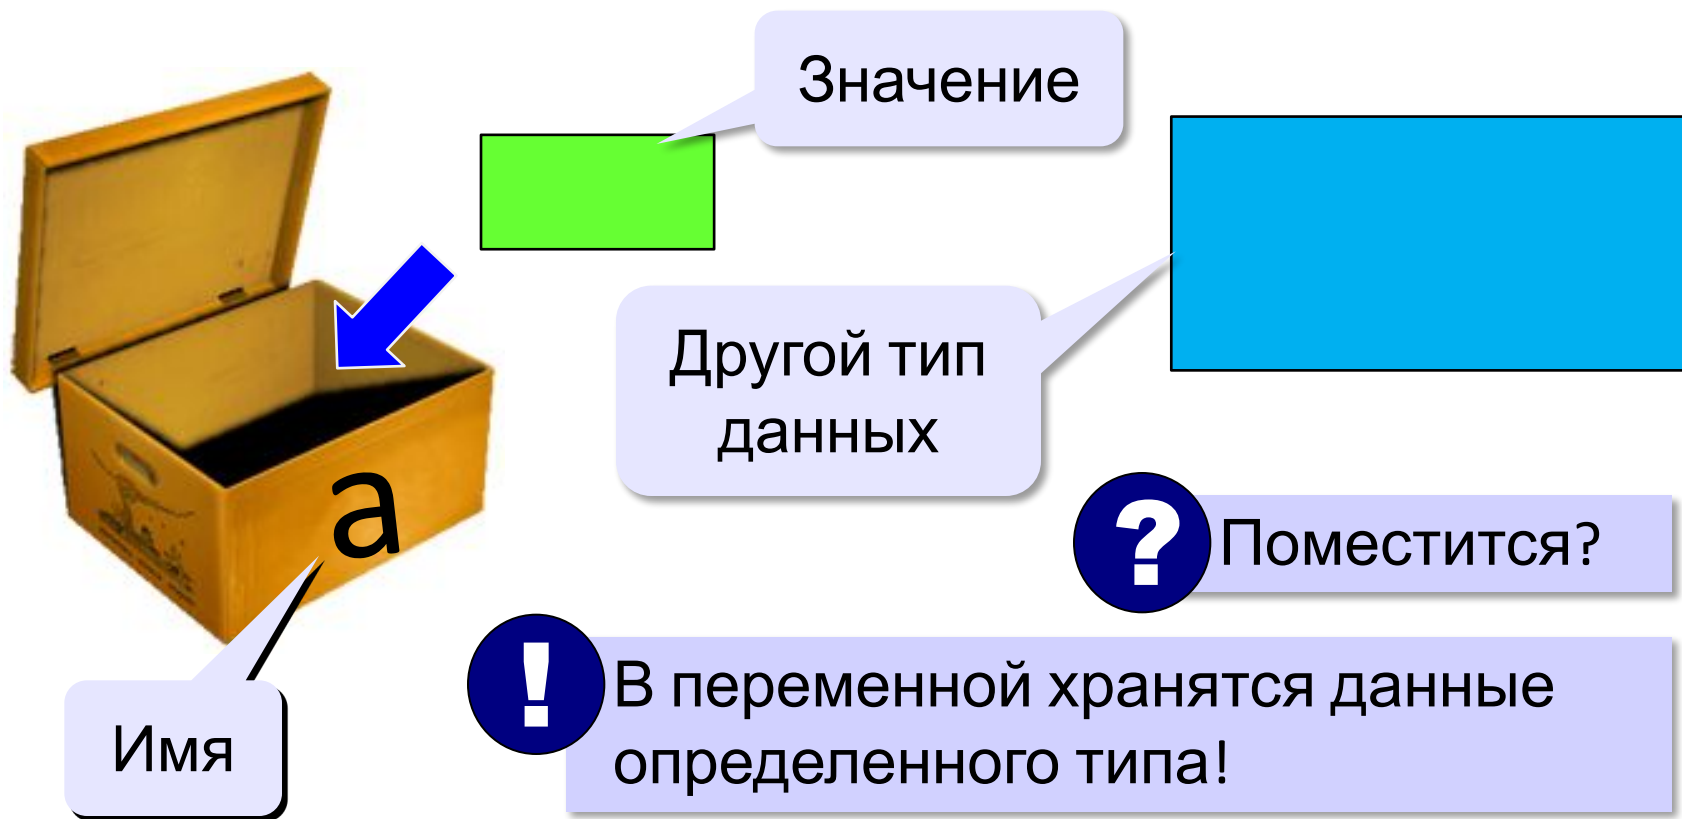 Значение
Другой тип
данных
a
? Поместится?
! В переменной хранятся данные
определенного типа!
Имя